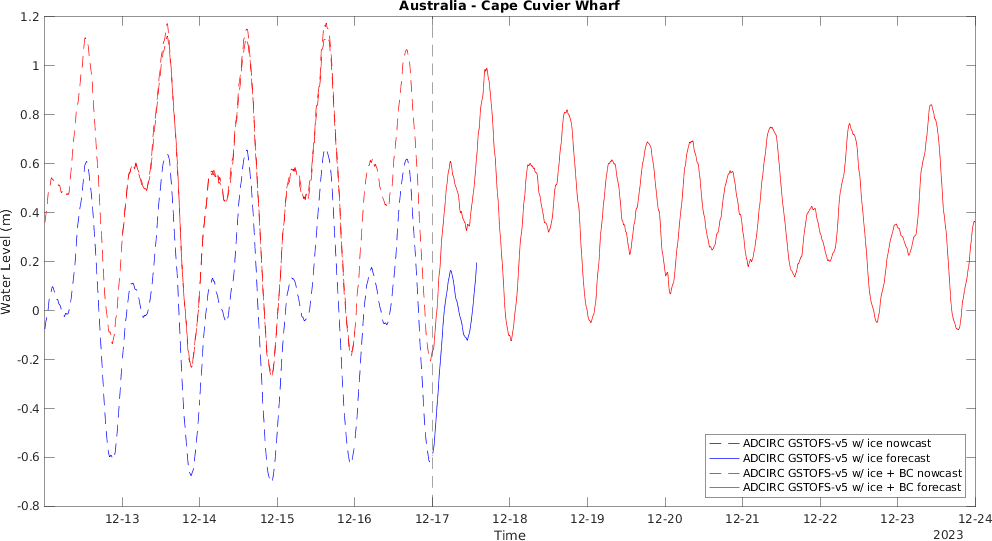 Australia - Cape Cuvier Wharf
1.2
1
0.8
0.6
0.4
0.2
0
-0.2
-0.4
-0.6
-0.8
Water Level (m)
ADCIRC GSTOFS-v5 w/ ice nowcast
ADCIRC GSTOFS-v5 w/ ice forecast
ADCIRC GSTOFS-v5 w/ ice + BC nowcast
ADCIRC GSTOFS-v5 w/ ice + BC forecast
12-13 12-14 12-15 12-16 12-17 12-18 12-19 12-20 12-21 12-22 12-23 12-24
Time
2023